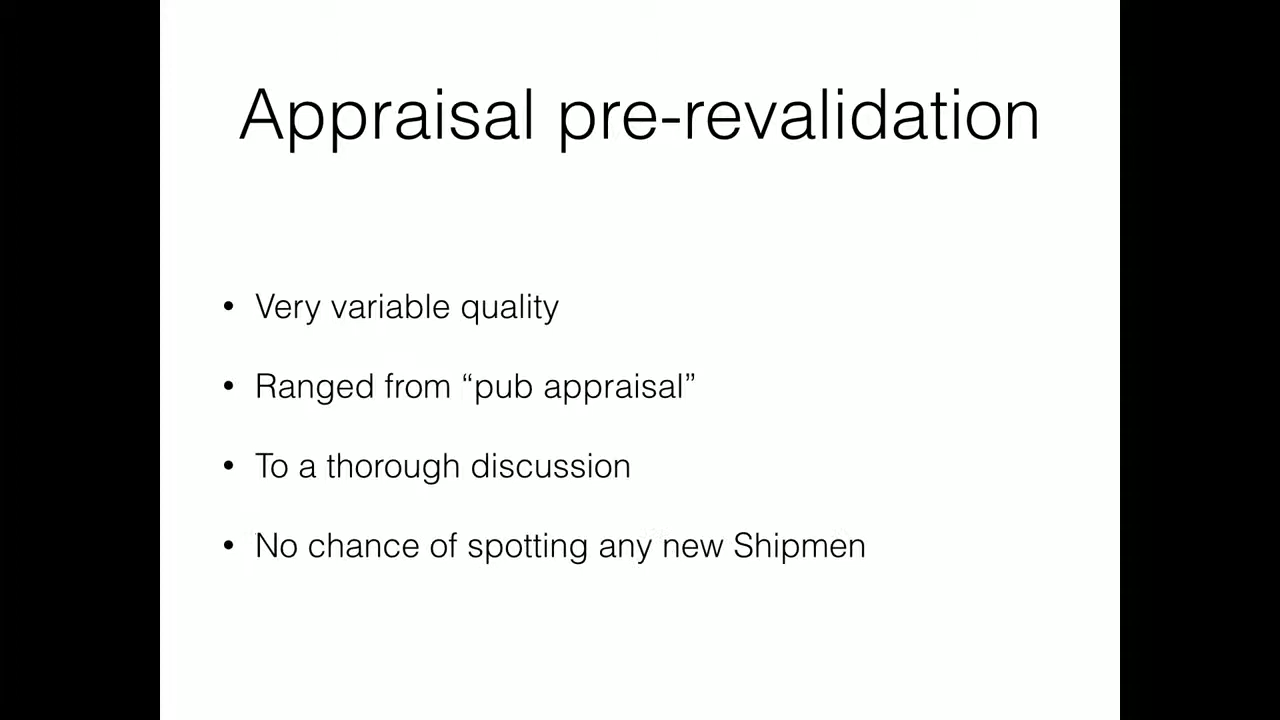 Appraisal pre-revalidation
• Very variable quality
• Ranged from “pub appraisal”
• To a thorough discussion
• No chance of spotting any new Shipmen